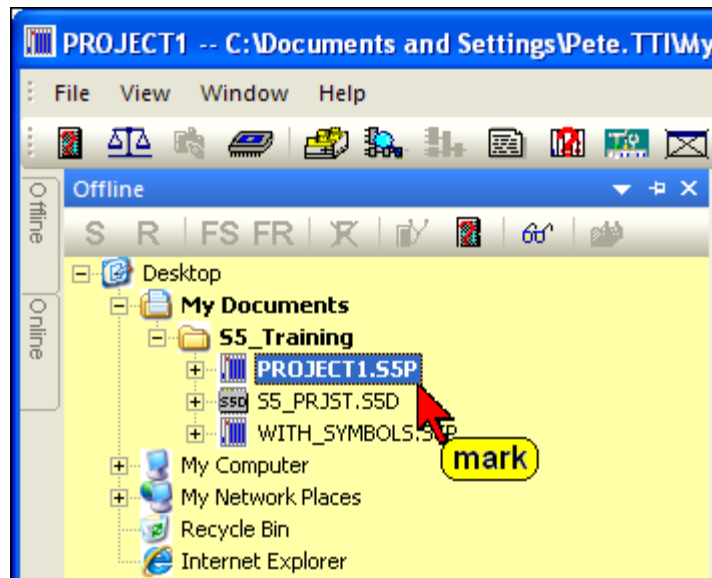 PROJECT1 -- C:\Documents and Settings\Pete.TTI\My
File View Window Help
Offline
Offline
S R FS FR
Online
Desktop
My Documents
S5_Training
PROJECT1.S5P
S5D S5_PRJST.S5D
WITH_SYMBOLS.S5P
mark
My Computer
My Network Places
Recycle Bin
Internet Explorer